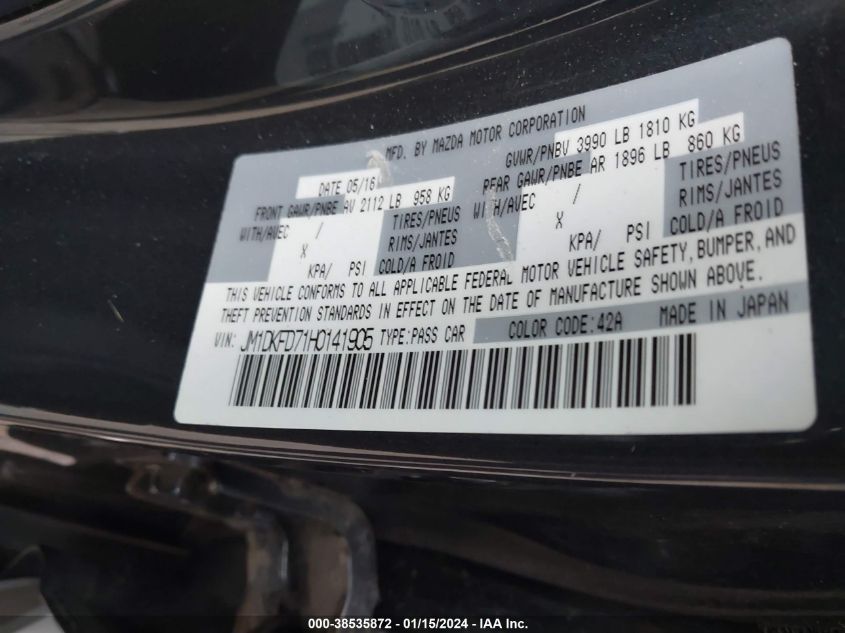 MFD. BY MAZDA MOTOR CORPORATION
DATE 05/16 GVWR/PNBV 3990 LB 1810 KG
FRONT GAWR/PNBE AV 2112 LB 958 KG REAR GAWR/PNBE AR 1896 LB 860 KG
WITH/AVEC / TIRES/PNEUS WITH/AVEC / TIRES/PNEUS
X RIMS/JANTES X RIMS/JANTES
KPA/ PSI COLD/A FROID KPA/ PSI COLD/A FROID
THIS VEHICLE CONFORMS TO ALL APPLICABLE FEDERAL MOTOR VEHICLE SAFETY, BUMPER, AND
THEFT PREVENTION STANDARDS IN EFFECT ON THE DATE OF MANUFACTURE SHOWN ABOVE.
VIN: JM1DKFD71H0141905 TYPE:PASS CAR COLOR CODE:42A MADE IN JAPAN
000-38535872 - 01/15/2024 - IAA Inc.